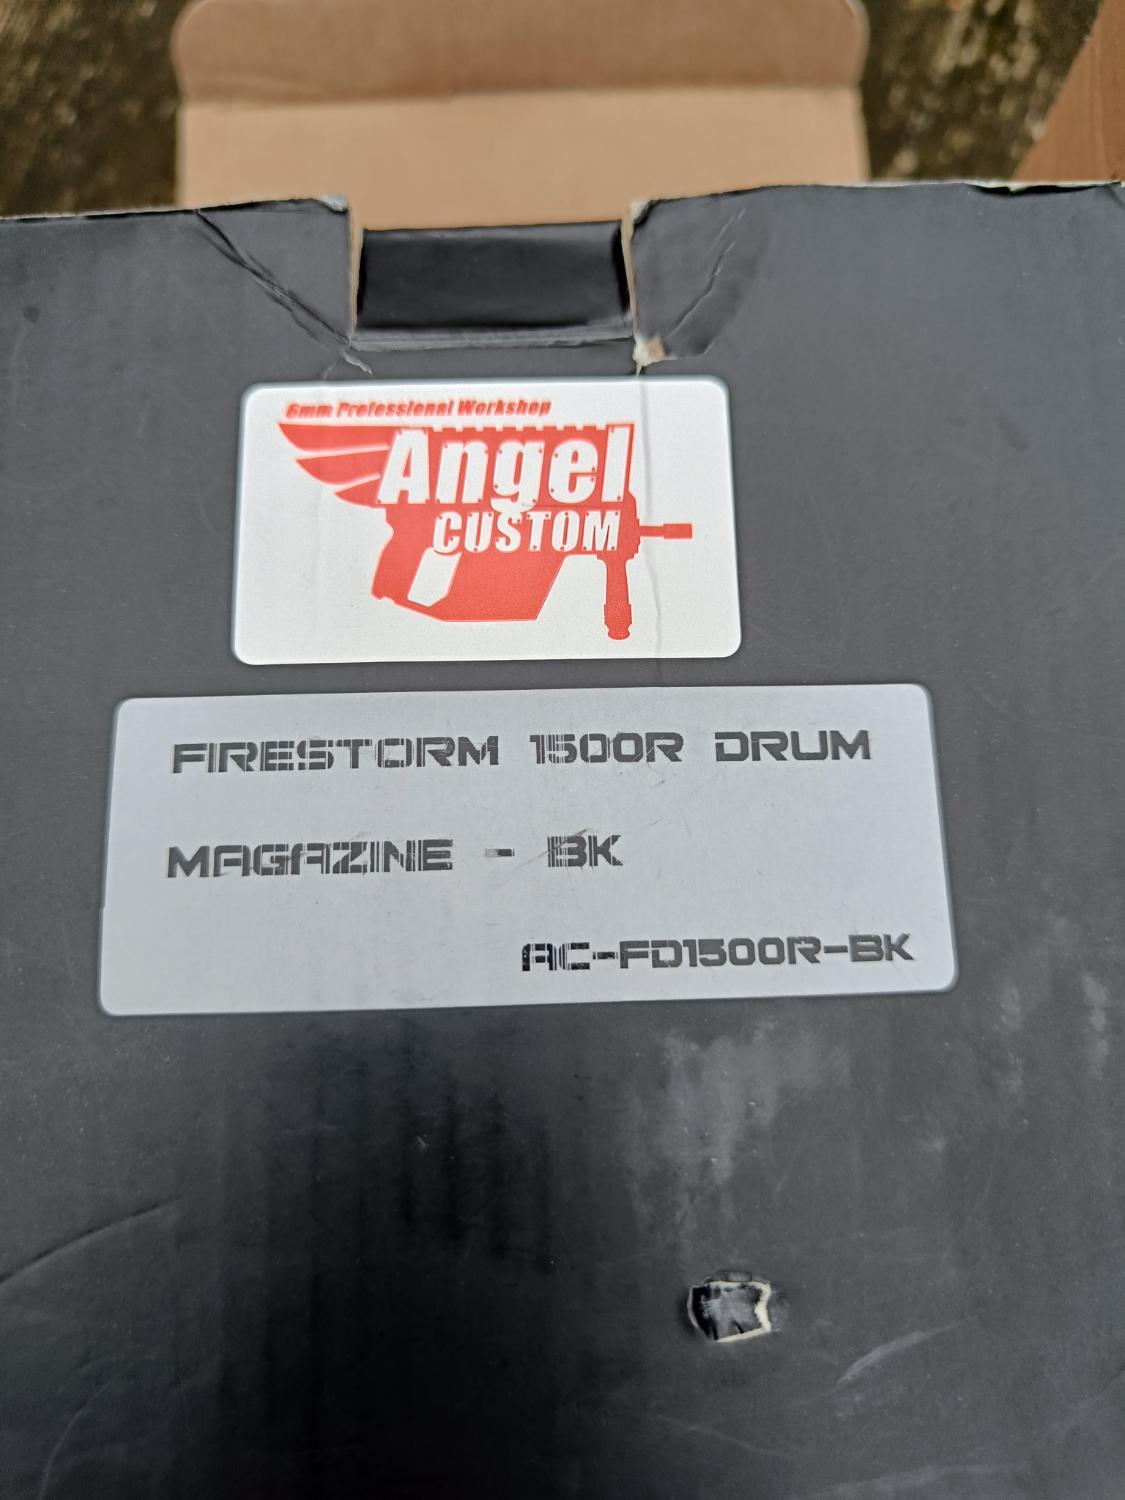 6mm Professional Workshop
Angel
CUSTOM
FIRESTORM 1500R DRUM
MAGAZINE - BK
AC-FD1500R-BK